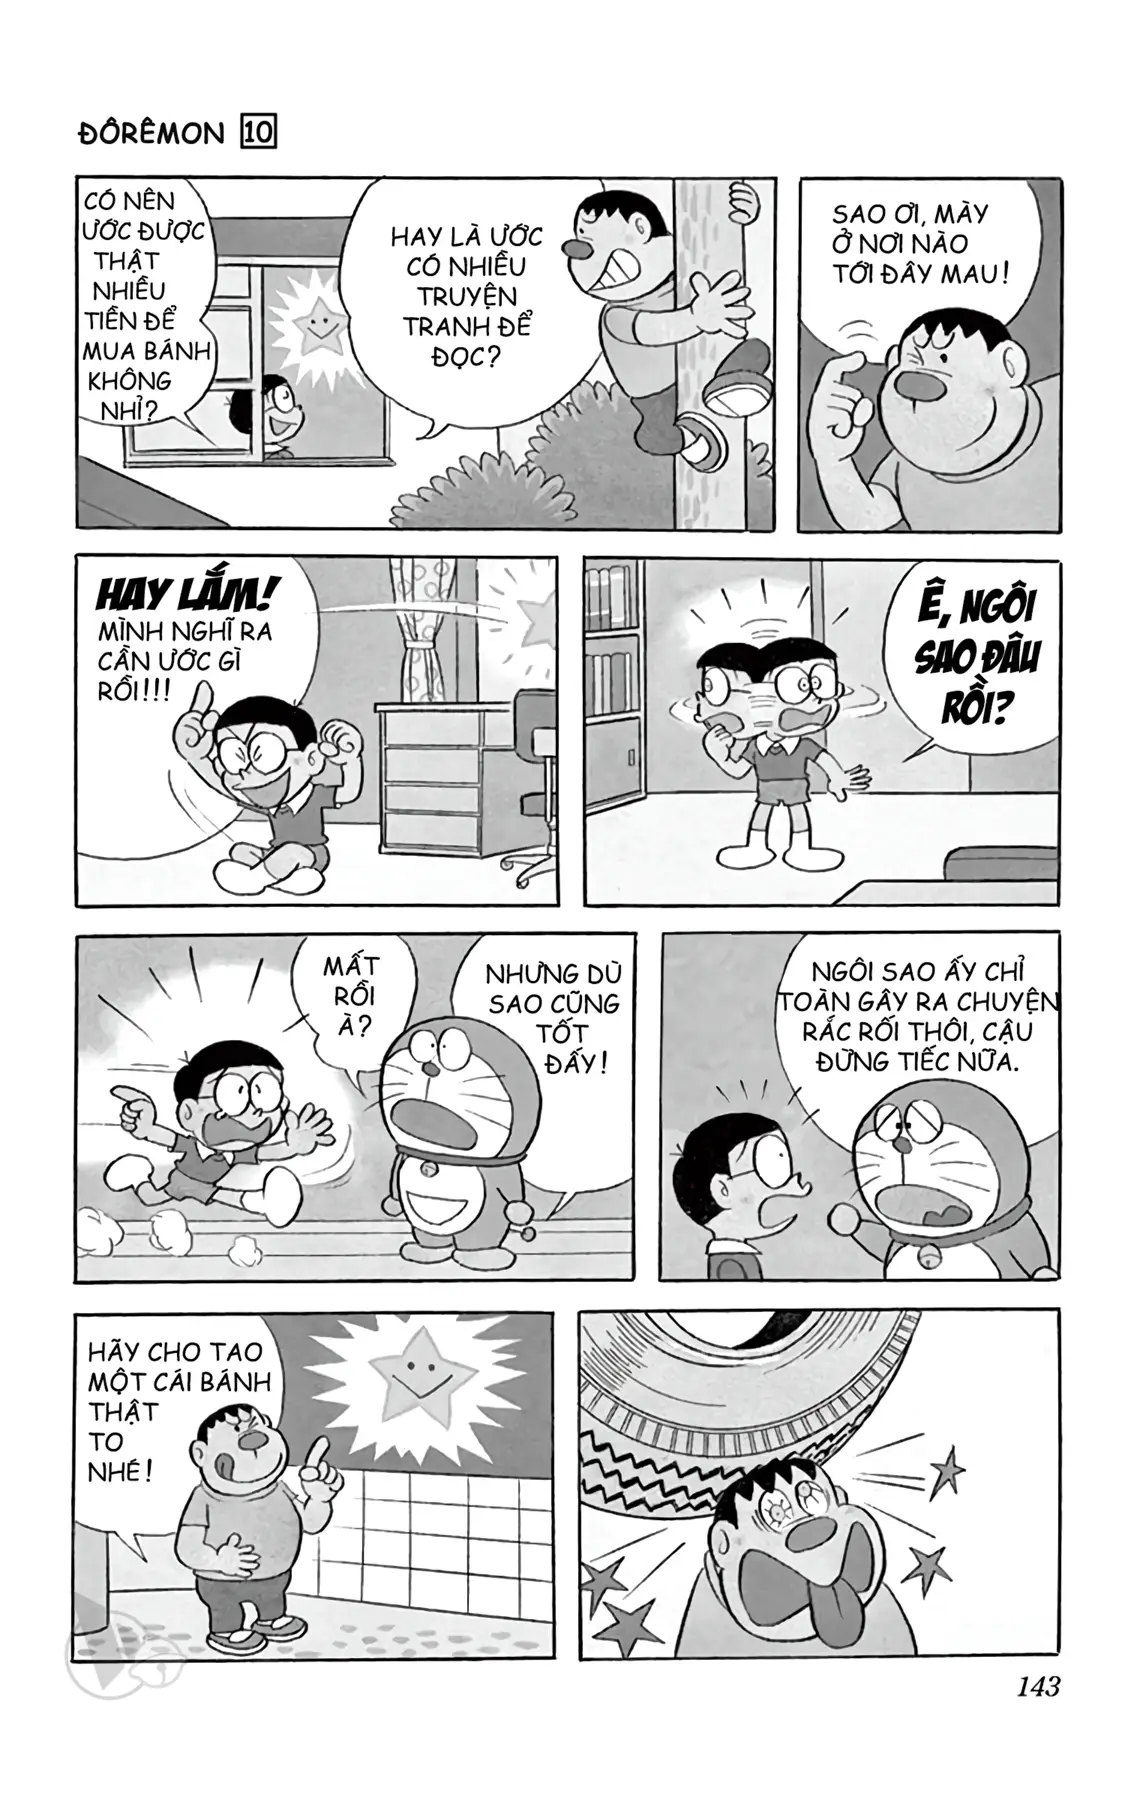 ĐÔRÊMON 10
CÓ NÊN
ƯỚC ĐƯỢC
THẬT
NHIỀU
TIỀN ĐỂ
MUA BÁNH
KHÔNG
NHỈ?
HAY LÀ ƯỚC
CÓ NHIỀU
TRUYỆN
TRANH ĐỂ
ĐỌC?
SAO ƠI, MÀY
Ở NƠI NÀO
TỚI ĐÂY MAU!
HAY LẮM!
MÌNH NGHĨ RA
CẦN ƯỚC GÌ
RỒI!!!
Ê, NGÔI
SAO ĐÂU
RỒI?
MẤT
RỒI
À?
NHƯNG DÙ
SAO CŨNG
TỐT
ĐẤY!
NGÔI SAO ẤY CHỈ
TOÀN GÂY RA CHUYỆN
RẮC RỐI THÔI, CẬU
ĐỪNG TIẾC NỮA.
HÃY CHO TAO
MỘT CÁI BÁNH
THẬT
TO
NHÉ!
143